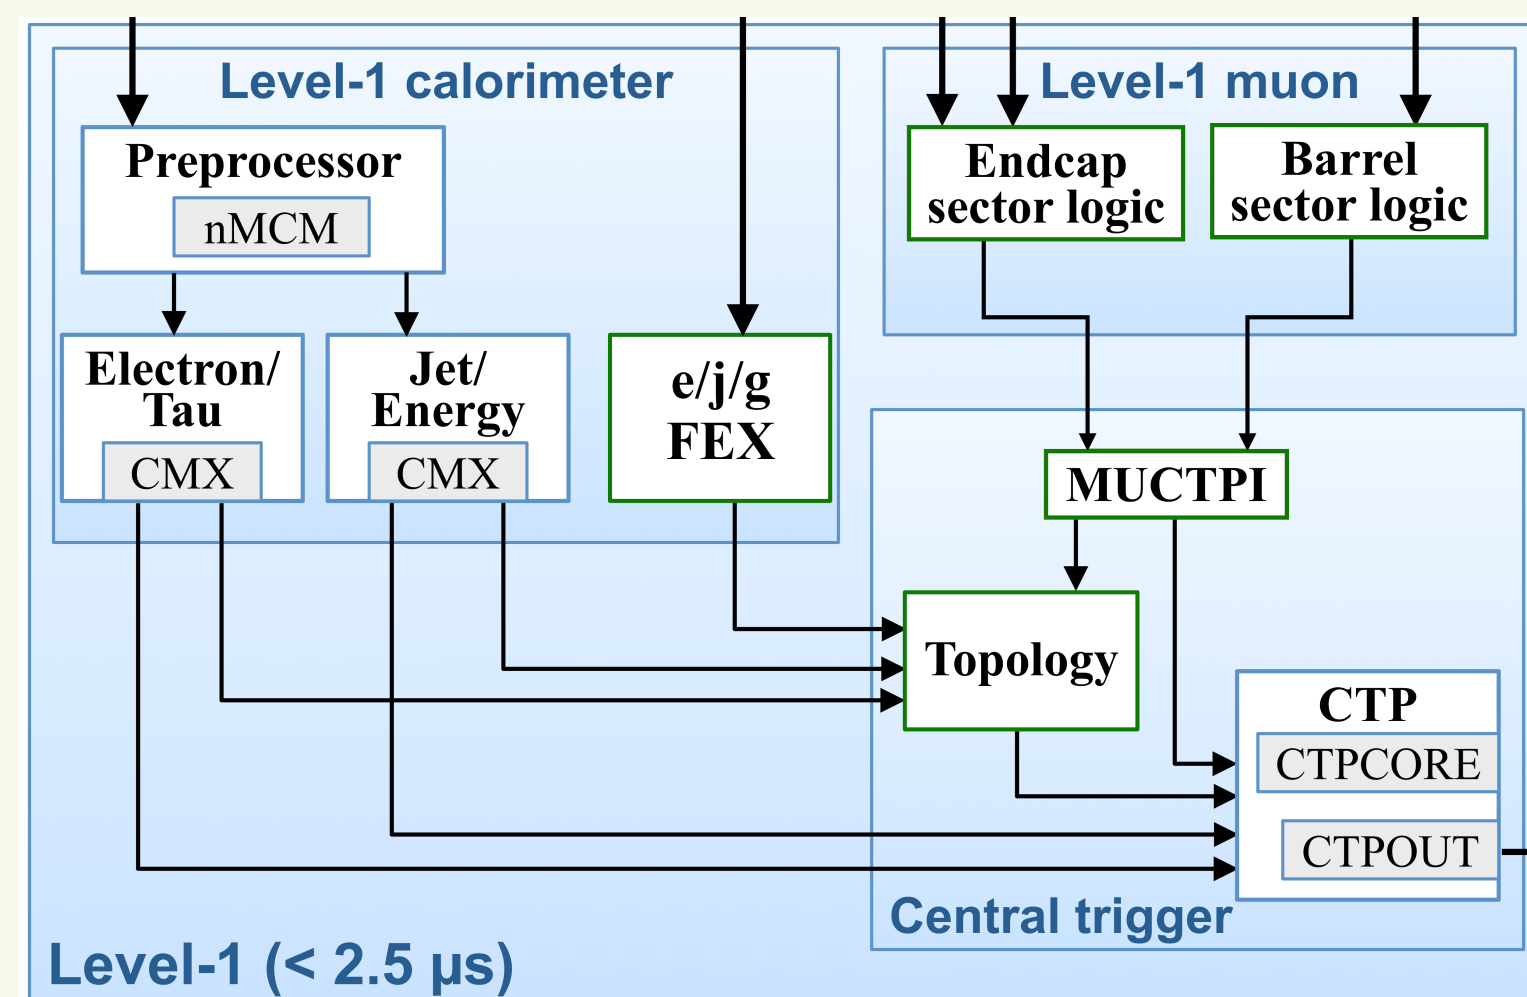 Level-1 calorimeter
Preprocessor
nMCM
Electron/
Tau
CMX
Jet/
Energy
CMX
e/j/g
FEX
Level-1 muon
Endcap
sector logic
Barrel
sector logic
MUCTPI
Topology
CTP
CTPCORE
CTPOUT
Central trigger
Level-1 (< 2.5 µs)